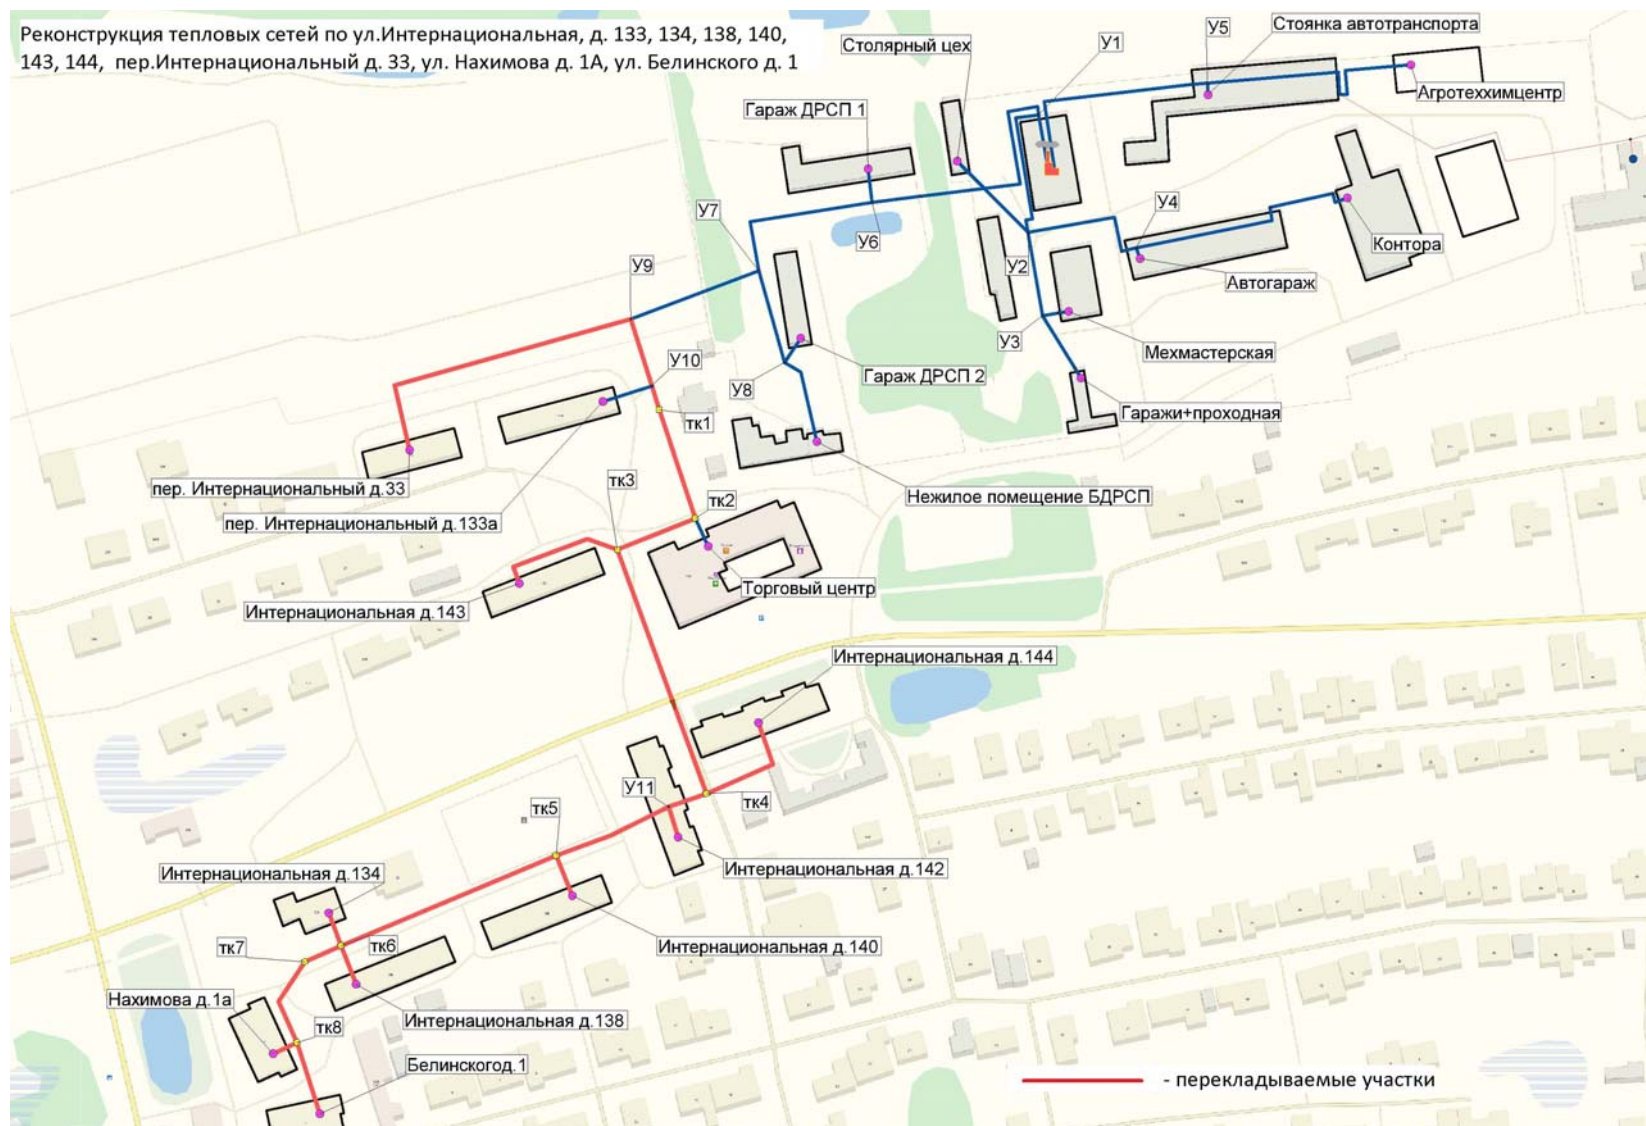 Реконструкция тепловых сетей по ул.Интернациональная, д. 133, 134, 138, 140,
143, 144, пер.Интернациональный д. 33, ул. Нахимова д. 1А, ул. Белинского д. 1
Столярный цех
У1
У5
Стоянка автотранспорта
Агротеххимцентр
Гараж ДРСП 1
У7
У6
У2
У4
Контора
Автогараж
У9
У3
Мехмастерская
У10
У8
Гараж ДРСП 2
Гаражи+проходная
тк1
пер. Интернациональный д.33
пер. Интернациональный д.133а
тк3
тк2
Нежилое помещение БДРСП
Торговый центр
Интернациональная д.143
Интернациональная д.144
У11
тк4
тк5
Интернациональная д.142
Интернациональная д.134
тк7
тк6
Интернациональная д.140
Нахимова д.1а
тк8
Интернациональная д.138
Белинскогод.1
- перекладываемые участки